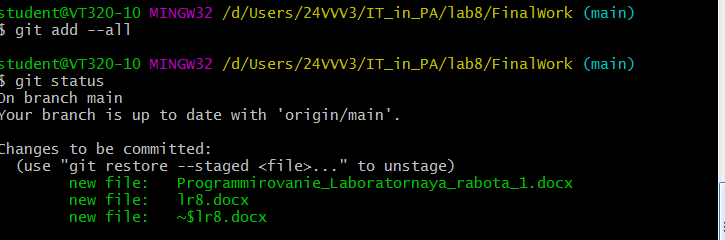 student@VT320-10 MINGW32 /d/Users/24VVV3/IT_in_PA/lab8/FinalWork (main)
$ git add --all
student@VT320-10 MINGW32 /d/Users/24VVV3/IT_in_PA/lab8/FinalWork (main)
$ git status
On branch main
Your branch is up to date with 'origin/main'.
Changes to be committed:
(use "git restore --staged <file>..." to unstage)
new file: Programmirovanie_Laboratornaya_rabota_1.docx
new file: lr8.docx
new file: ~$lr8.docx